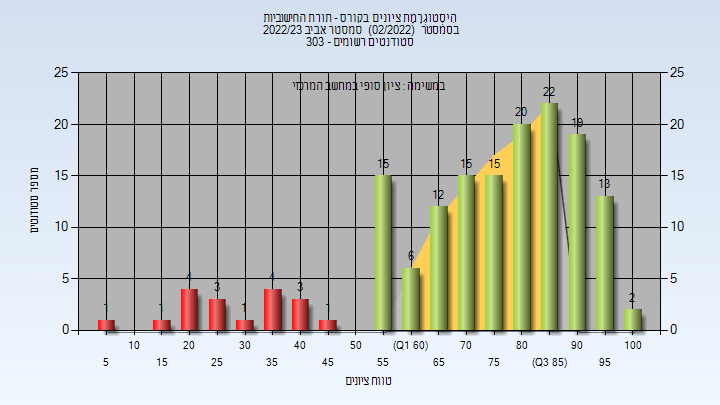 היסטוגרמת ציונים בקורס - תורת החישוביות
בסמסטר (02/2022) סמסטר אביב 2022/23
סטודנטים רשומים - 303
במשימה : ציון סופי במחשב המרכזי
מספר סטודנטים
25 25
20 20
15 15
10 10
5 5
0 0
1 1 4 3 1 4 3 1 15 6 12 15 15 20 22 19 13 2
10 20 30 40 50 (Q1 60) 70 80 90 100
5 15 25 35 45 55 65 75 (Q3 85) 95
טווח ציונים